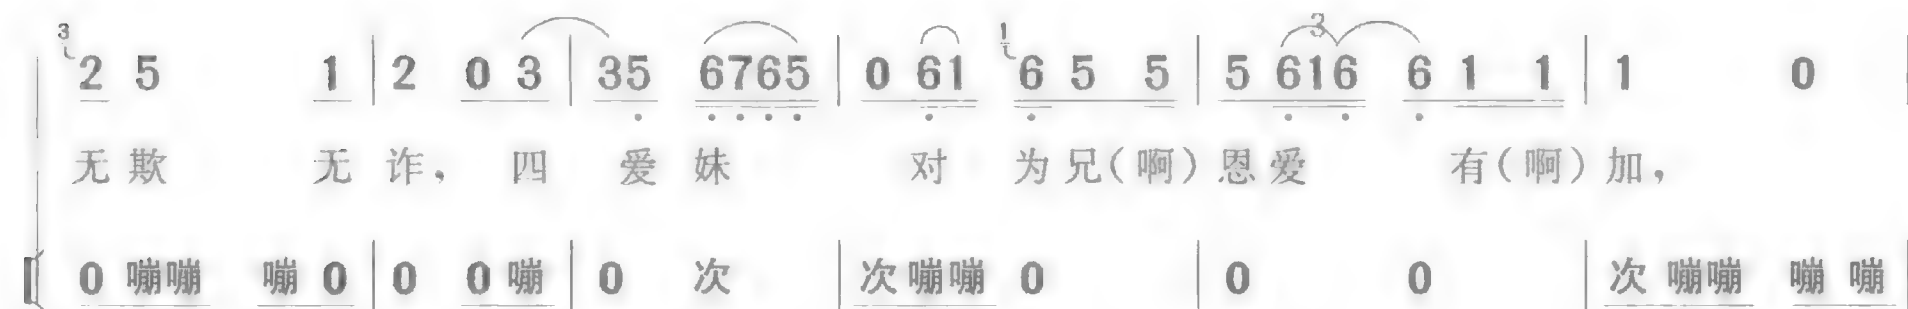 3 1 3
2 5 1 | 2 0 3 | 35 6765 | 0 61 6 5 5 | 5 616 6 1 1 | 1 0
无欺 无诈，四 爱 妹 对 为兄(啊)恩爱 有(啊)加，
0 嘣嘣 嘣 0 | 0 0 嘣 | 0 次 | 次 嘣嘣 0 | 0 0 | 次 嘣嘣 嘣 嘣